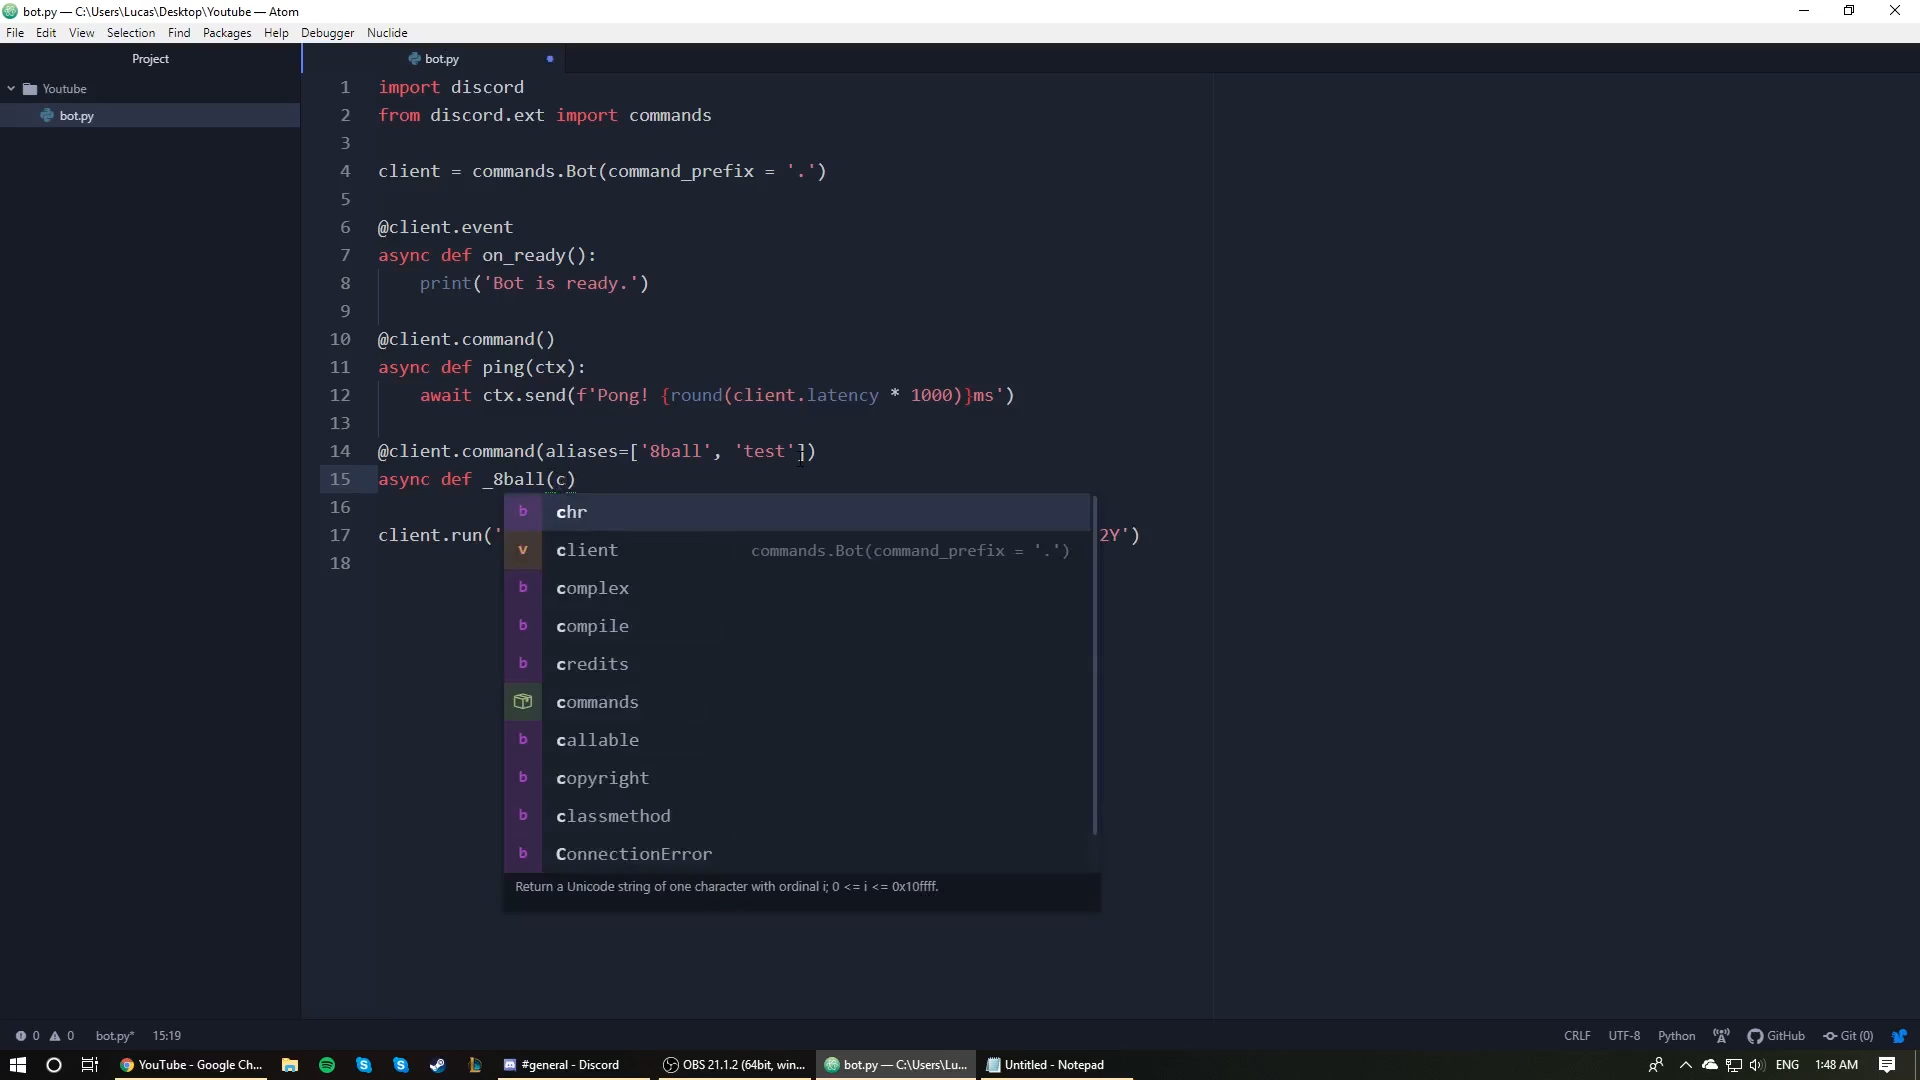 bot.py — C:\Users\Lucas\Desktop\Youtube — Atom
File Edit View Selection Find Packages Help Debugger Nuclide
Project
bot.py
Youtube
bot.py
1 import discord
2 from discord.ext import commands
3
4 client = commands.Bot(command_prefix = '.')
5
6 @client.event
7 async def on_ready():
8 print('Bot is ready.')
9
10 @client.command()
11 async def ping(ctx):
12 await ctx.send(f'Pong! {round(client.latency * 1000)}ms')
13
14 @client.command(aliases=['8ball', 'test'])
15 async def _8ball(c)
16
17 client.run(' 2Y')
18
b chr
v client commands.Bot(command_prefix = '.')
b complex
b compile
b credits
commands
b callable
b copyright
b classmethod
b ConnectionError
Return a Unicode string of one character with ordinal i; 0 <= i <= 0x10ffff.
0 0 bot.py* 15:19 CRLF UTF-8 Python GitHub Git (0)
YouTube - Google Ch... #general - Discord OBS 21.1.2 (64bit, win... bot.py — C:\Users\Lu... Untitled - Notepad ENG 1:48 AM